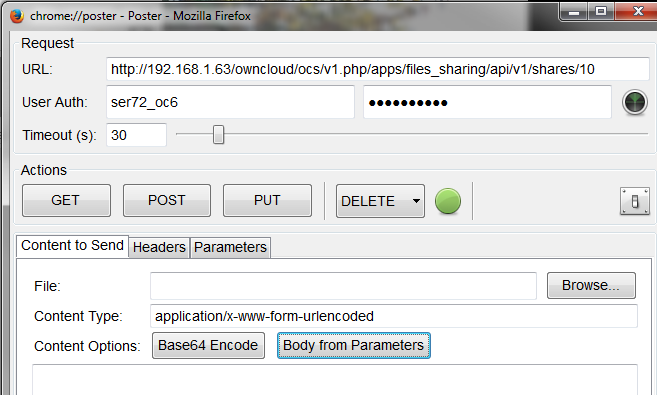 chrome://poster - Poster - Mozilla Firefox
Request
URL: http://192.168.1.63/owncloud/ocs/v1.php/apps/files_sharing/api/v1/shares/10
User Auth: ser72_oc6 ●●●●●●●●●●
Timeout (s): 30
Actions
GET POST PUT DELETE
Content to Send Headers Parameters
File: Browse...
Content Type: application/x-www-form-urlencoded
Content Options: Base64 Encode Body from Parameters